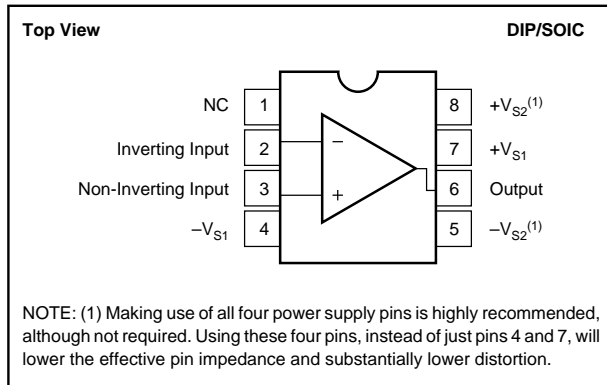 Top View DIP/SOIC
NC 1 8 +VS2(1)
Inverting Input 2 – 7 +VS1
Non-Inverting Input 3 + 6 Output
–VS1 4 5 –VS2(1)
NOTE: (1) Making use of all four power supply pins is highly recommended,
although not required. Using these four pins, instead of just pins 4 and 7, will
lower the effective pin impedance and substantially lower distortion.